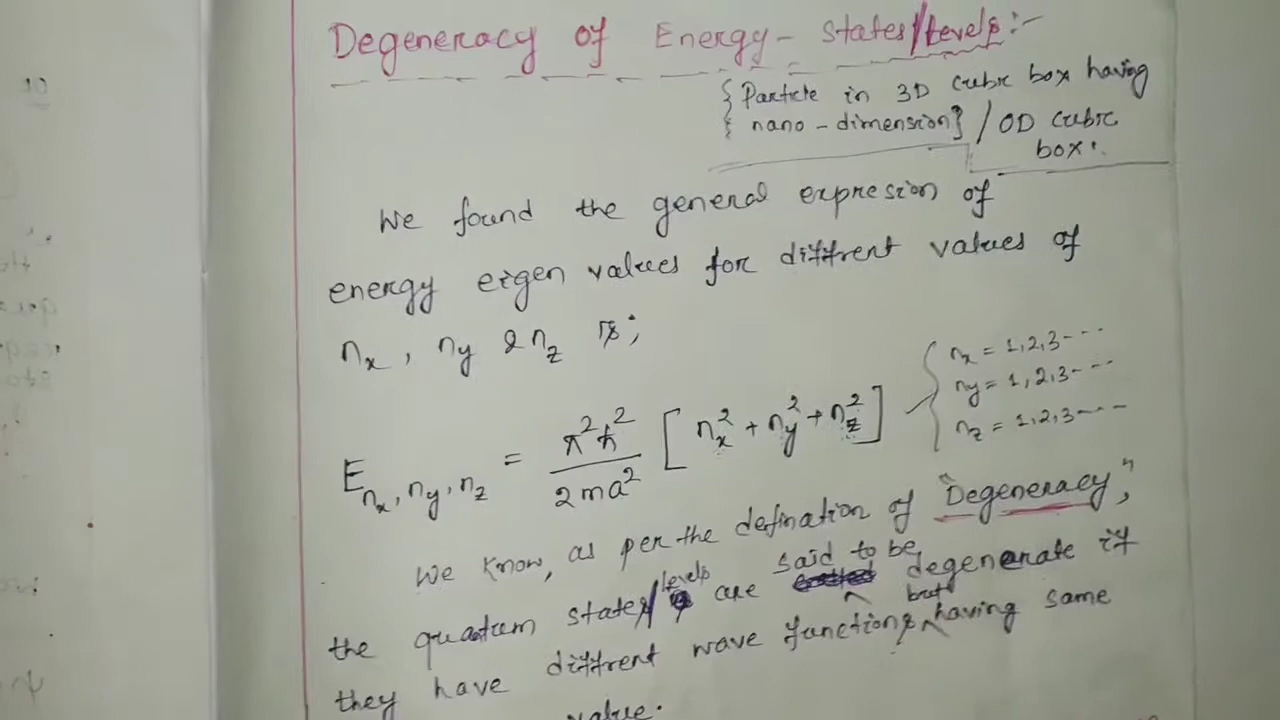 Degeneracy of Energy- states/Levels:-
{Particle in 3D cubic box having
nano-dimension} / 0D cubic
box.
We found the general expresion of
energy eigen values for diffrent values of
nx, ny & nz is;
nx = 1,2,3---
ny = 1,2,3---
nz = 1,2,3---
Enx,ny,nz = π²ħ²/2ma² [nx² + ny² + nz²]
We know, as per the defination of "Degeneracy",
the quantum states/levels are said to be degenerate if
they have diffrent wave functions but having same
value.